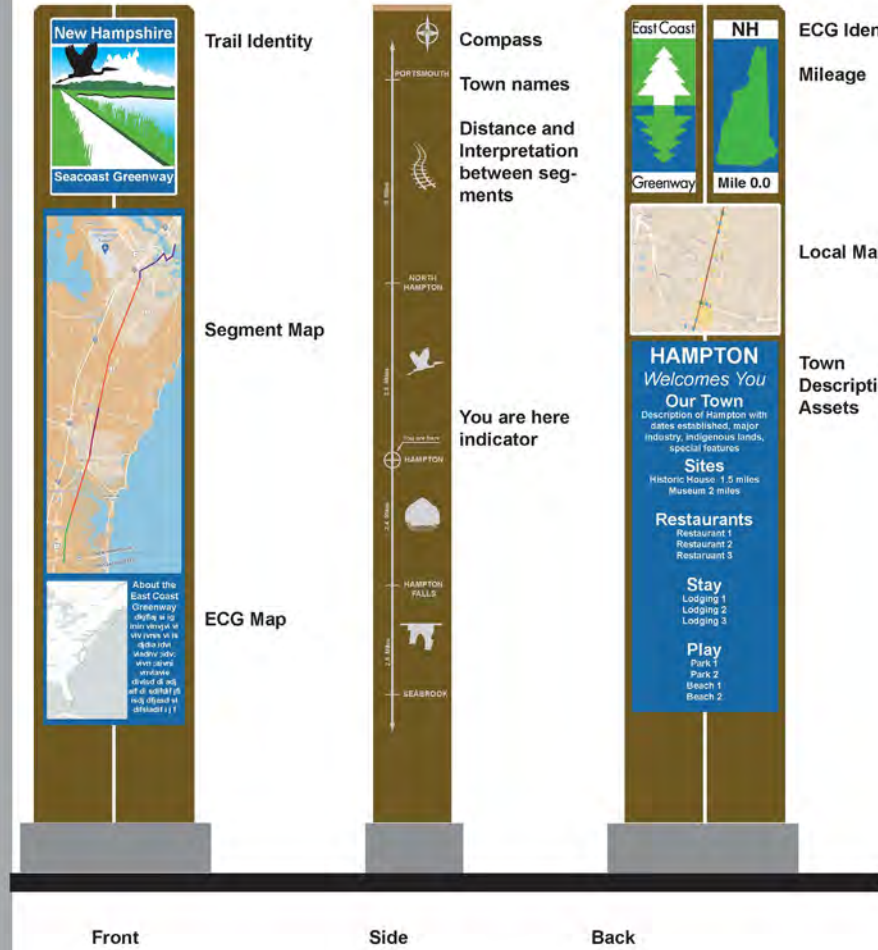 New Hampshire
Seacoast Greenway
Trail Identity
Segment Map
About the
East Coast
Greenway
ECG Map
Front
PORTSMOUTH
Miles
NORTH
HAMPTON
Miles
You are here
HAMPTON
Miles
HAMPTON
FALLS
Miles
SEABROOK
Compass
Town names
Distance and
Interpretation
between seg-
ments
You are here
indicator
Side
East Coast
Greenway
NH
Mile 0.0
HAMPTON
Welcomes You
Our Town
Description of Hampton with
dates established, major
industry, indigenous lands,
special features
Sites
Historic House 1.5 miles
Museum 2 miles
Restaurants
Restaurant 1
Restaurant 2
Restaruant 3
Stay
Lodging 1
Lodging 2
Lodging 3
Play
Park 1
Park 2
Beach 1
Beach 2
ECG Iden
Mileage
Local Ma
Town
Descripti
Assets
Back